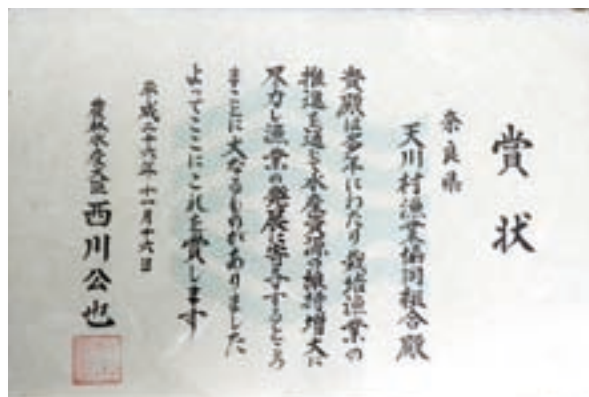 賞状
奈良県
天川村漁業協同組合殿
貴殿は多年にわたり栽培漁業の
推進を通じ水産資源の維持増大に
尽力し漁業の発展に寄与するところ
まことに大なるものがありました
よってここにこれを賞します
平成二十六年十一月十六日
農林水産大臣 西川公也